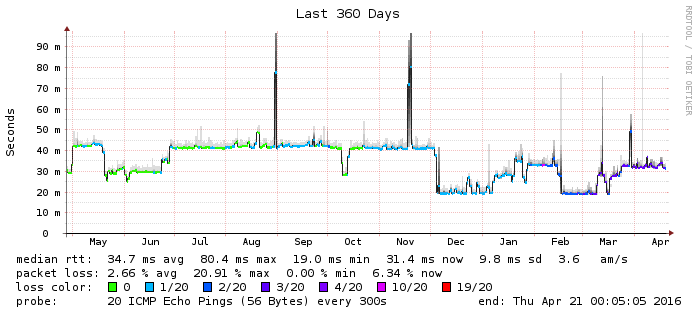 Last 360 Days
RRDTOOL / TOBI OETIKER
Seconds
90 m
80 m
70 m
60 m
50 m
40 m
30 m
20 m
10 m
0
May Jun Jul Aug Sep Oct Nov Dec Jan Feb Mar Apr
median rtt: 34.7 ms avg 80.4 ms max 19.0 ms min 31.4 ms now 9.8 ms sd 3.6 am/s
packet loss: 2.66 % avg 20.91 % max 0.00 % min 6.34 % now
loss color: 0 1/20 2/20 3/20 4/20 10/20 19/20
probe: 20 ICMP Echo Pings (56 Bytes) every 300s end: Thu Apr 21 00:05:05 2016